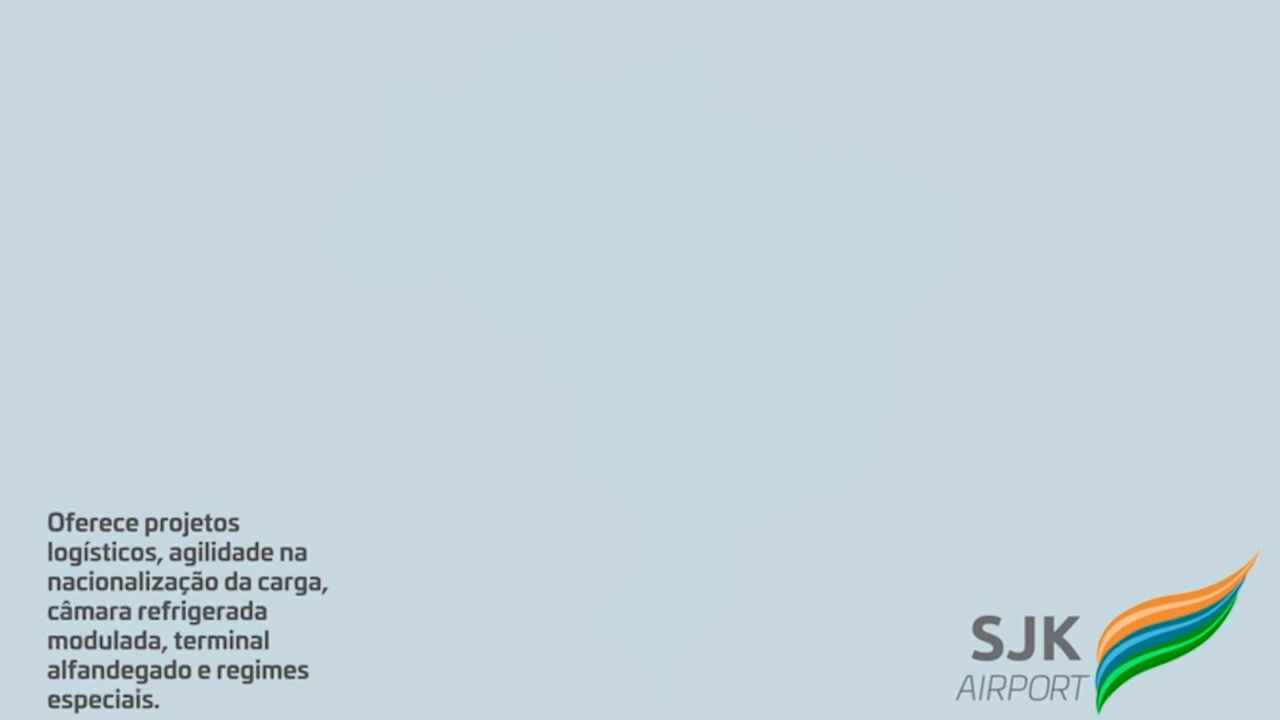 Oferece projetos
logísticos, agilidade na
nacionalização da carga,
câmara refrigerada
modulada, terminal
alfandegado e regimes
especiais.
SJK
AIRPORT